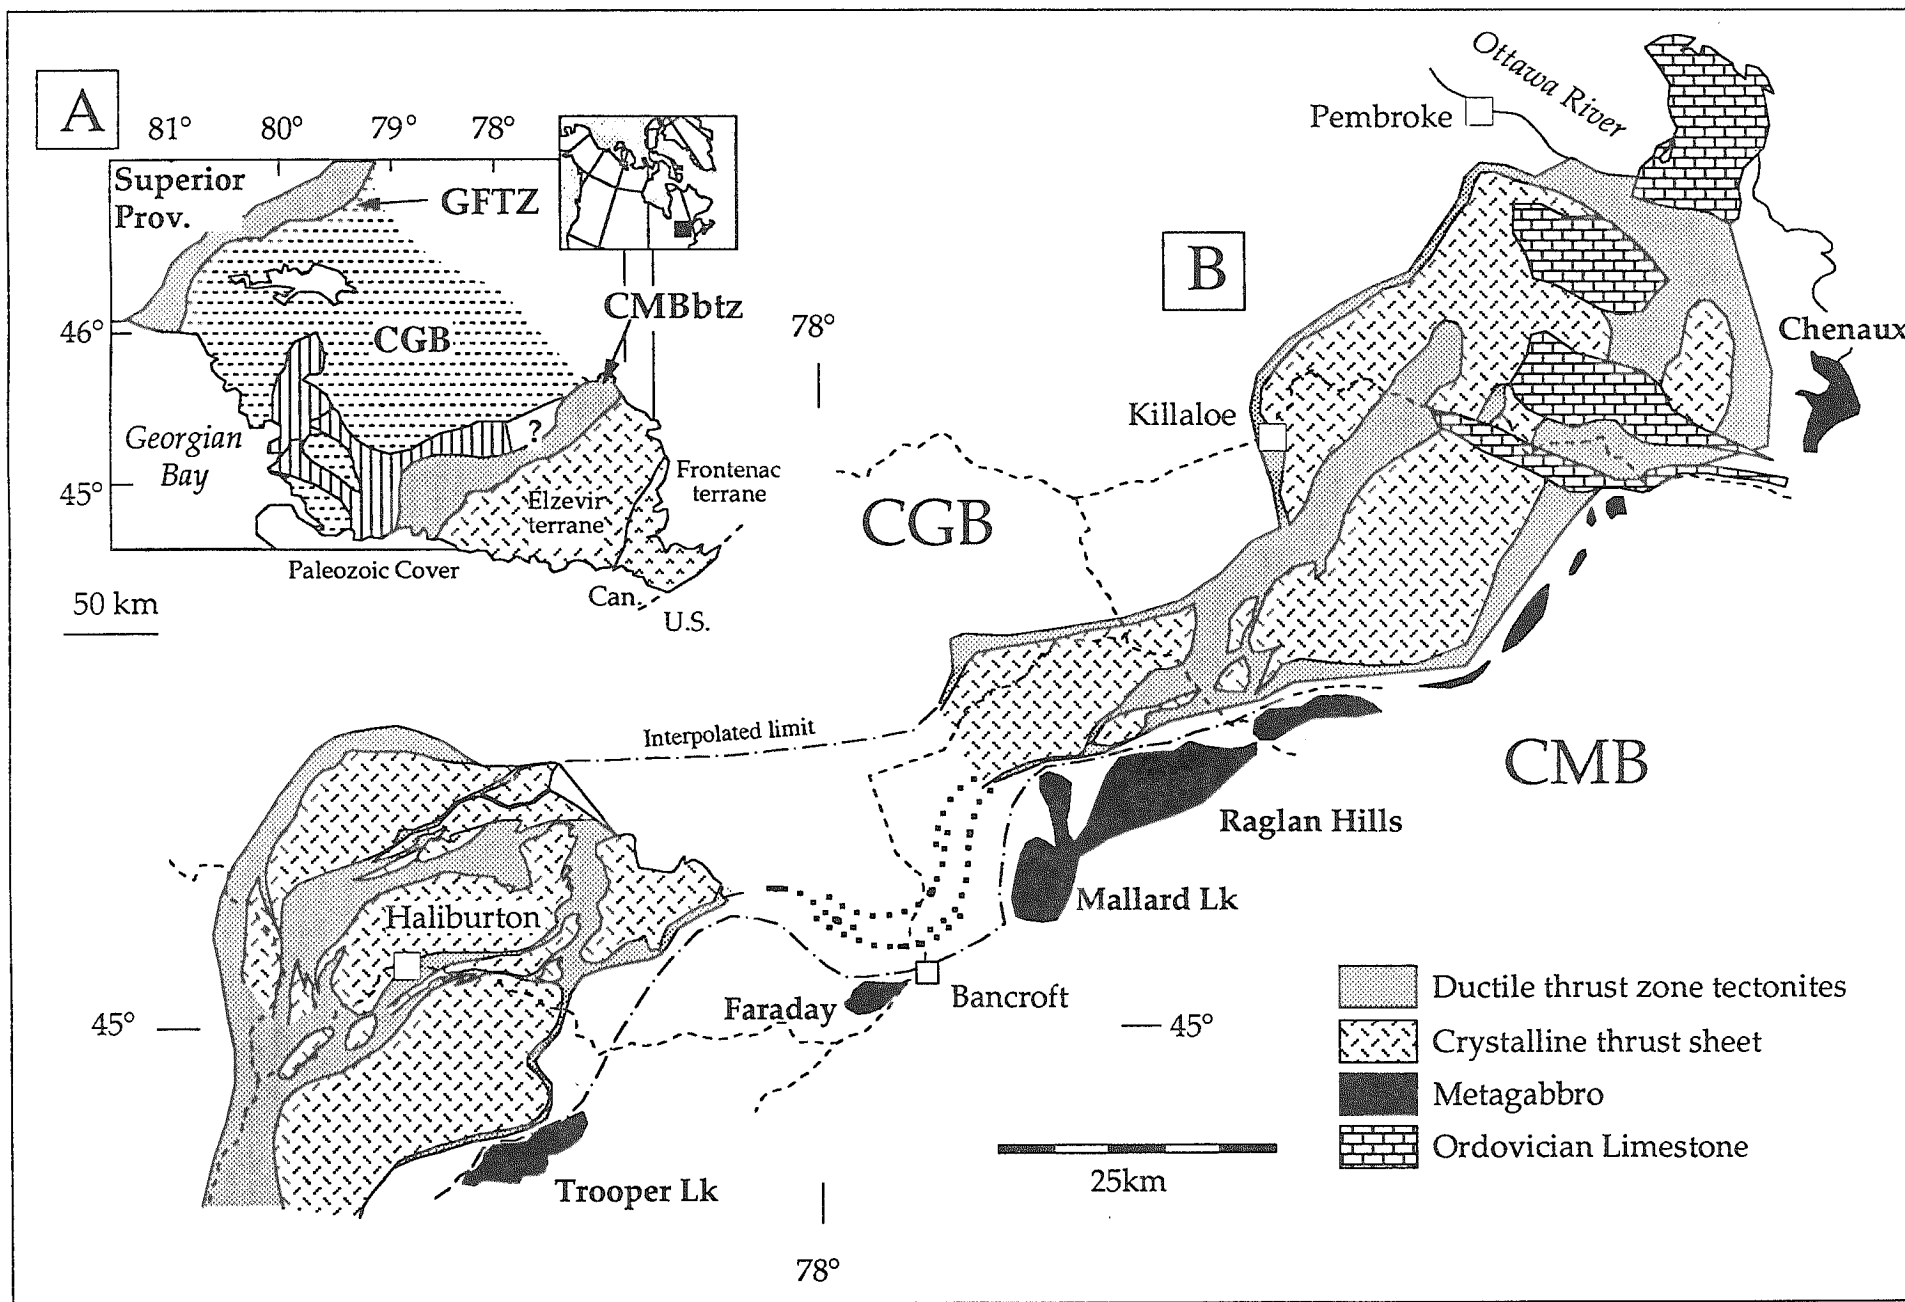 A
81° 80° 79° 78°
Superior
Prov.
GFTZ
CMBbtz
46°
CGB
?
Georgian
Bay
45°
Elzevir
terrane
Frontenac
terrane
Paleozoic Cover
Can.
U.S.
50 km
Ottawa River
Pembroke
B
78°
Chenaux
Killaloe
CGB
Interpolated limit
CMB
Raglan Hills
Mallard Lk
Haliburton
Faraday
Bancroft
45°
45°
Trooper Lk
25km
78°
Ductile thrust zone tectonites
Crystalline thrust sheet
Metagabbro
Ordovician Limestone